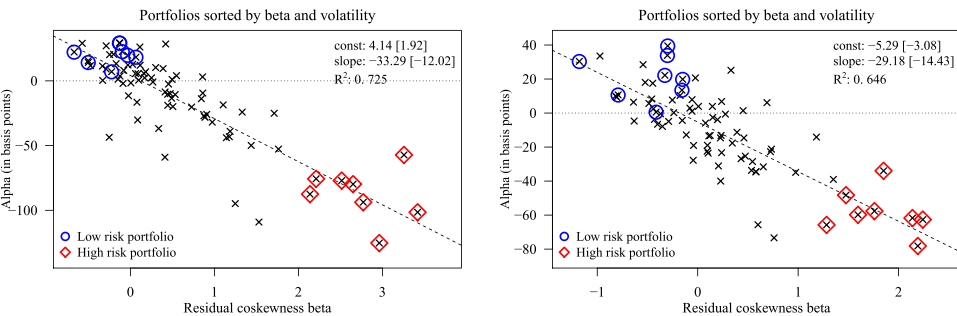 Portfolios sorted by beta and volatility
const: 4.14 [1.92]
slope: −33.29 [−12.02]
R²: 0.725
Alpha (in basis points)
0
−50
−100
Low risk portfolio
High risk portfolio
0 1 2 3
Residual coskewness beta
Portfolios sorted by beta and volatility
const: −5.29 [−3.08]
slope: −29.18 [−14.43]
R²: 0.646
Alpha (in basis points)
40
20
0
−20
−40
−60
−80
Low risk portfolio
High risk portfolio
−1 0 1 2
Residual coskewness beta